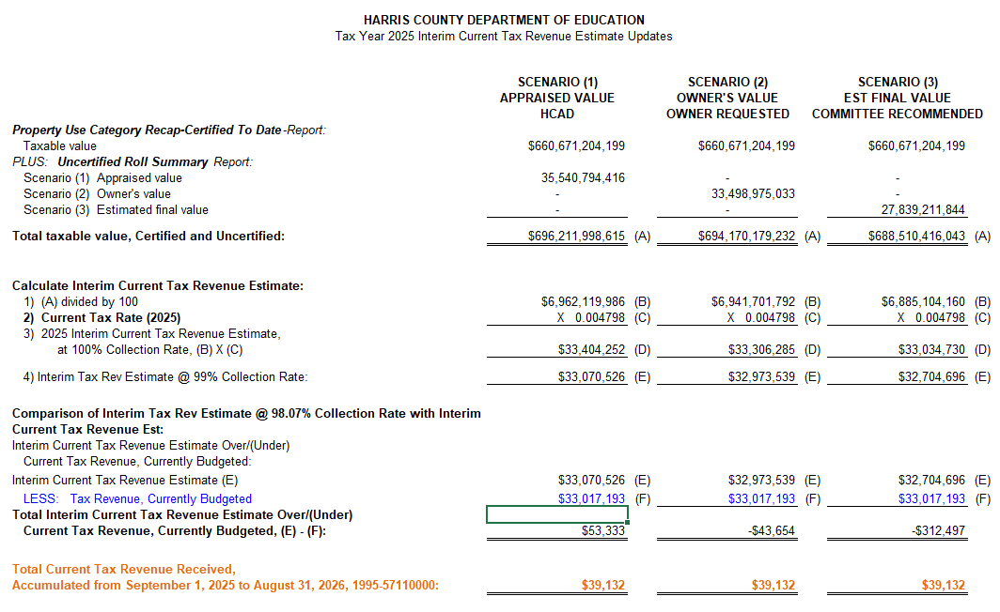 HARRIS COUNTY DEPARTMENT OF EDUCATION
Tax Year 2025 Interim Current Tax Revenue Estimate Updates
SCENARIO (1) SCENARIO (2) SCENARIO (3)
APPRAISED VALUE OWNER'S VALUE EST FINAL VALUE
HCAD OWNER REQUESTED COMMITTEE RECOMMENDED
Property Use Category Recap-Certified To Date-Report:
Taxable value $660,671,204,199 $660,671,204,199 $660,671,204,199
PLUS: Uncertified Roll Summary Report:
Scenario (1) Appraised value 35,540,794,416 - -
Scenario (2) Owner's value - 33,498,975,033 -
Scenario (3) Estimated final value - - 27,839,211,844
Total taxable value, Certified and Uncertified: $696,211,998,615 (A) $694,170,179,232 (A) $688,510,416,043 (A)
Calculate Interim Current Tax Revenue Estimate:
1) (A) divided by 100 $6,962,119,986 (B) $6,941,701,792 (B) $6,885,104,160 (B)
2) Current Tax Rate (2025) X 0.004798 (C) X 0.004798 (C) X 0.004798 (C)
3) 2025 Interim Current Tax Revenue Estimate,
at 100% Collection Rate, (B) X (C) $33,404,252 (D) $33,306,285 (D) $33,034,730 (D)
4) Interim Tax Rev Estimate @ 99% Collection Rate: $33,070,526 (E) $32,973,539 (E) $32,704,696 (E)
Comparison of Interim Tax Rev Estimate @ 98.07% Collection Rate with Interim
Current Tax Revenue Est:
Interim Current Tax Revenue Estimate Over/(Under)
Current Tax Revenue, Currently Budgeted:
Interim Current Tax Revenue Estimate (E) $33,070,526 (E) $32,973,539 (E) $32,704,696 (E)
LESS: Tax Revenue, Currently Budgeted $33,017,193 (F) $33,017,193 (F) $33,017,193 (F)
Total Interim Current Tax Revenue Estimate Over/(Under)
Current Tax Revenue, Currently Budgeted, (E) - (F): $53,333 -$43,654 -$312,497
Total Current Tax Revenue Received,
Accumulated from September 1, 2025 to August 31, 2026, 1995-57110000: $39,132 $39,132 $39,132